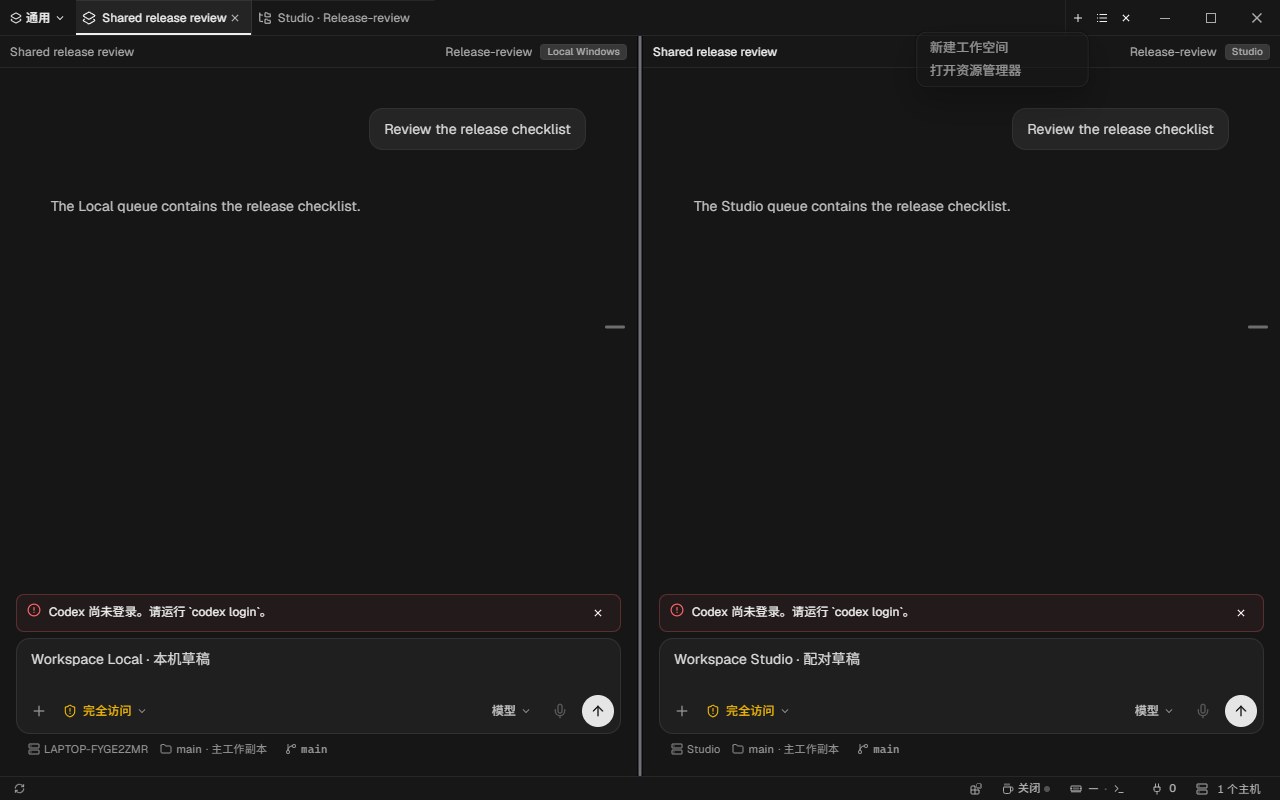 通用
Shared release review
Studio · Release-review
Shared release review
Release-review
Local Windows
Shared release review
Release-review
Studio
新建工作空间
打开资源管理器
Review the release checklist
Review the release checklist
The Local queue contains the release checklist.
The Studio queue contains the release checklist.
Codex 尚未登录。请运行 `codex login`。
Codex 尚未登录。请运行 `codex login`。
Workspace Local · 本机草稿
Workspace Studio · 配对草稿
完全访问
模型
完全访问
模型
LAPTOP-FYGE2ZMR
main · 主工作副本
main
Studio
main · 主工作副本
main
关闭
— ·
0
1 个主机